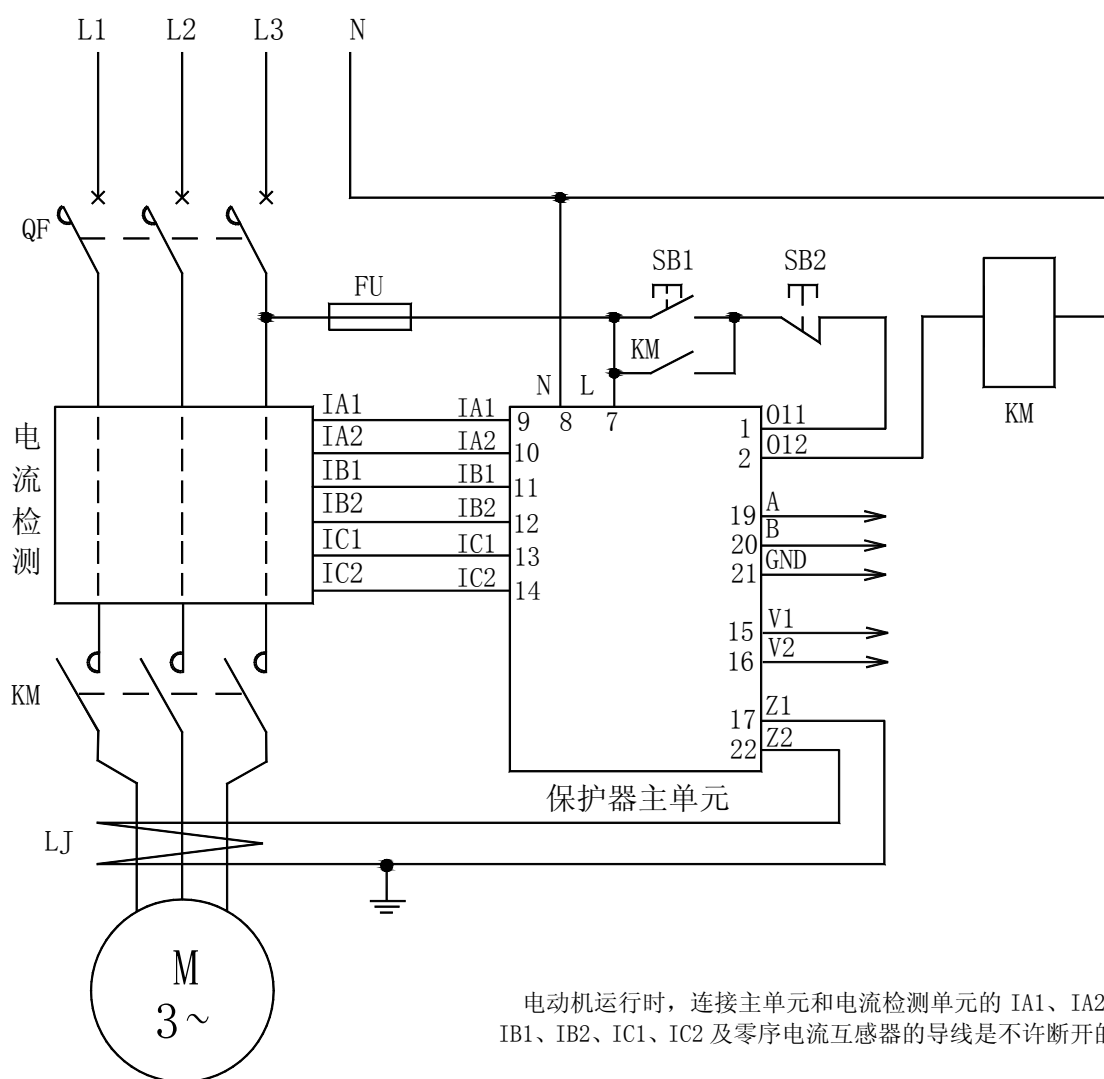 L1 L2 L3 N
QF
FU
SB1 SB2
KM
KM
N L
IA1 IA1 9 8 7
IA2 IA2 10
IB1 IB1 11
IB2 IB2 12
IC1 IC1 13
IC2 IC2 14
电流检测
1 O11
2 O12
19 A
20 B
21 GND
15 V1
16 V2
17 Z1
22 Z2
KM
保护器主单元
LJ
M
3~
电动机运行时，连接主单元和电流检测单元的 IA1、IA2
IB1、IB2、IC1、IC2 及零序电流互感器的导线是不许断开的